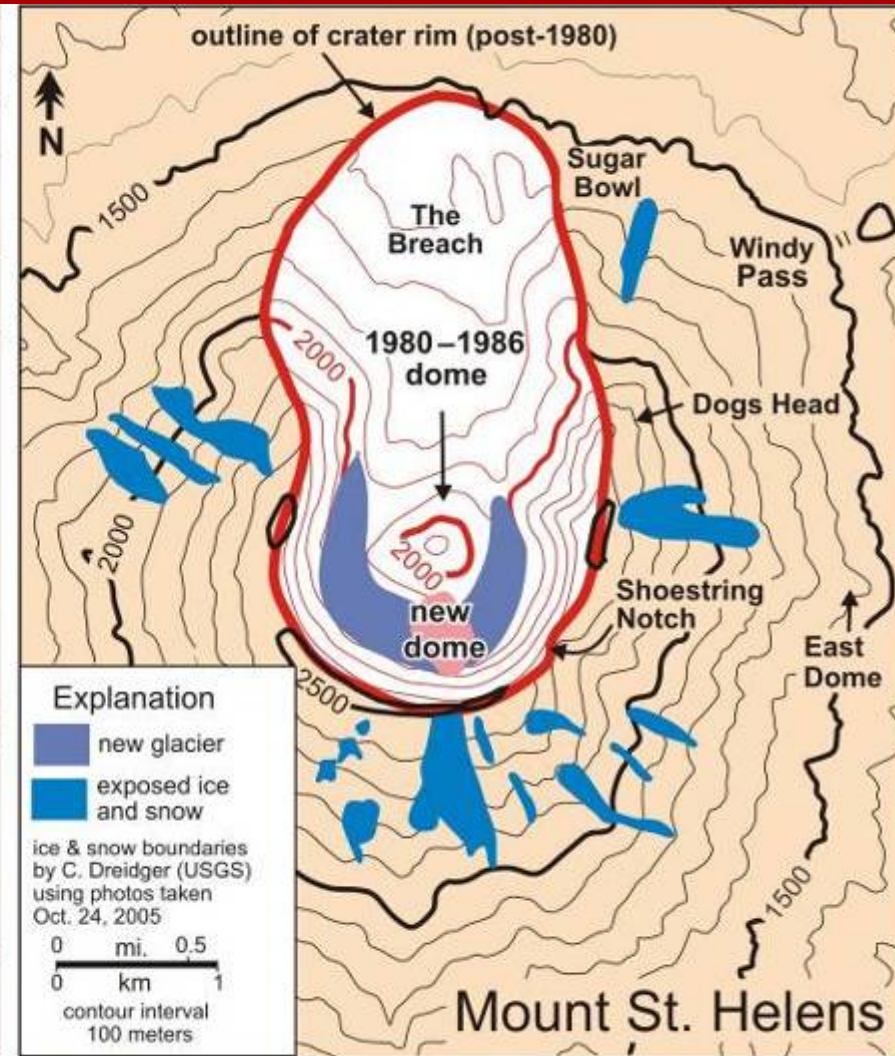 outline of crater rim (post-1980)
N
1500
Sugar
Bowl
The
Breach
Windy
Pass
2000
1980–1986
dome
Dogs Head
2000
2000
Shoestring
Notch
new
dome
East
Dome
2500
Explanation
new glacier
exposed ice
and snow
ice & snow boundaries
by C. Dreidger (USGS)
using photos taken
Oct. 24, 2005
0 mi. 0.5
0 km 1
contour interval
100 meters
1500
Mount St. Helens